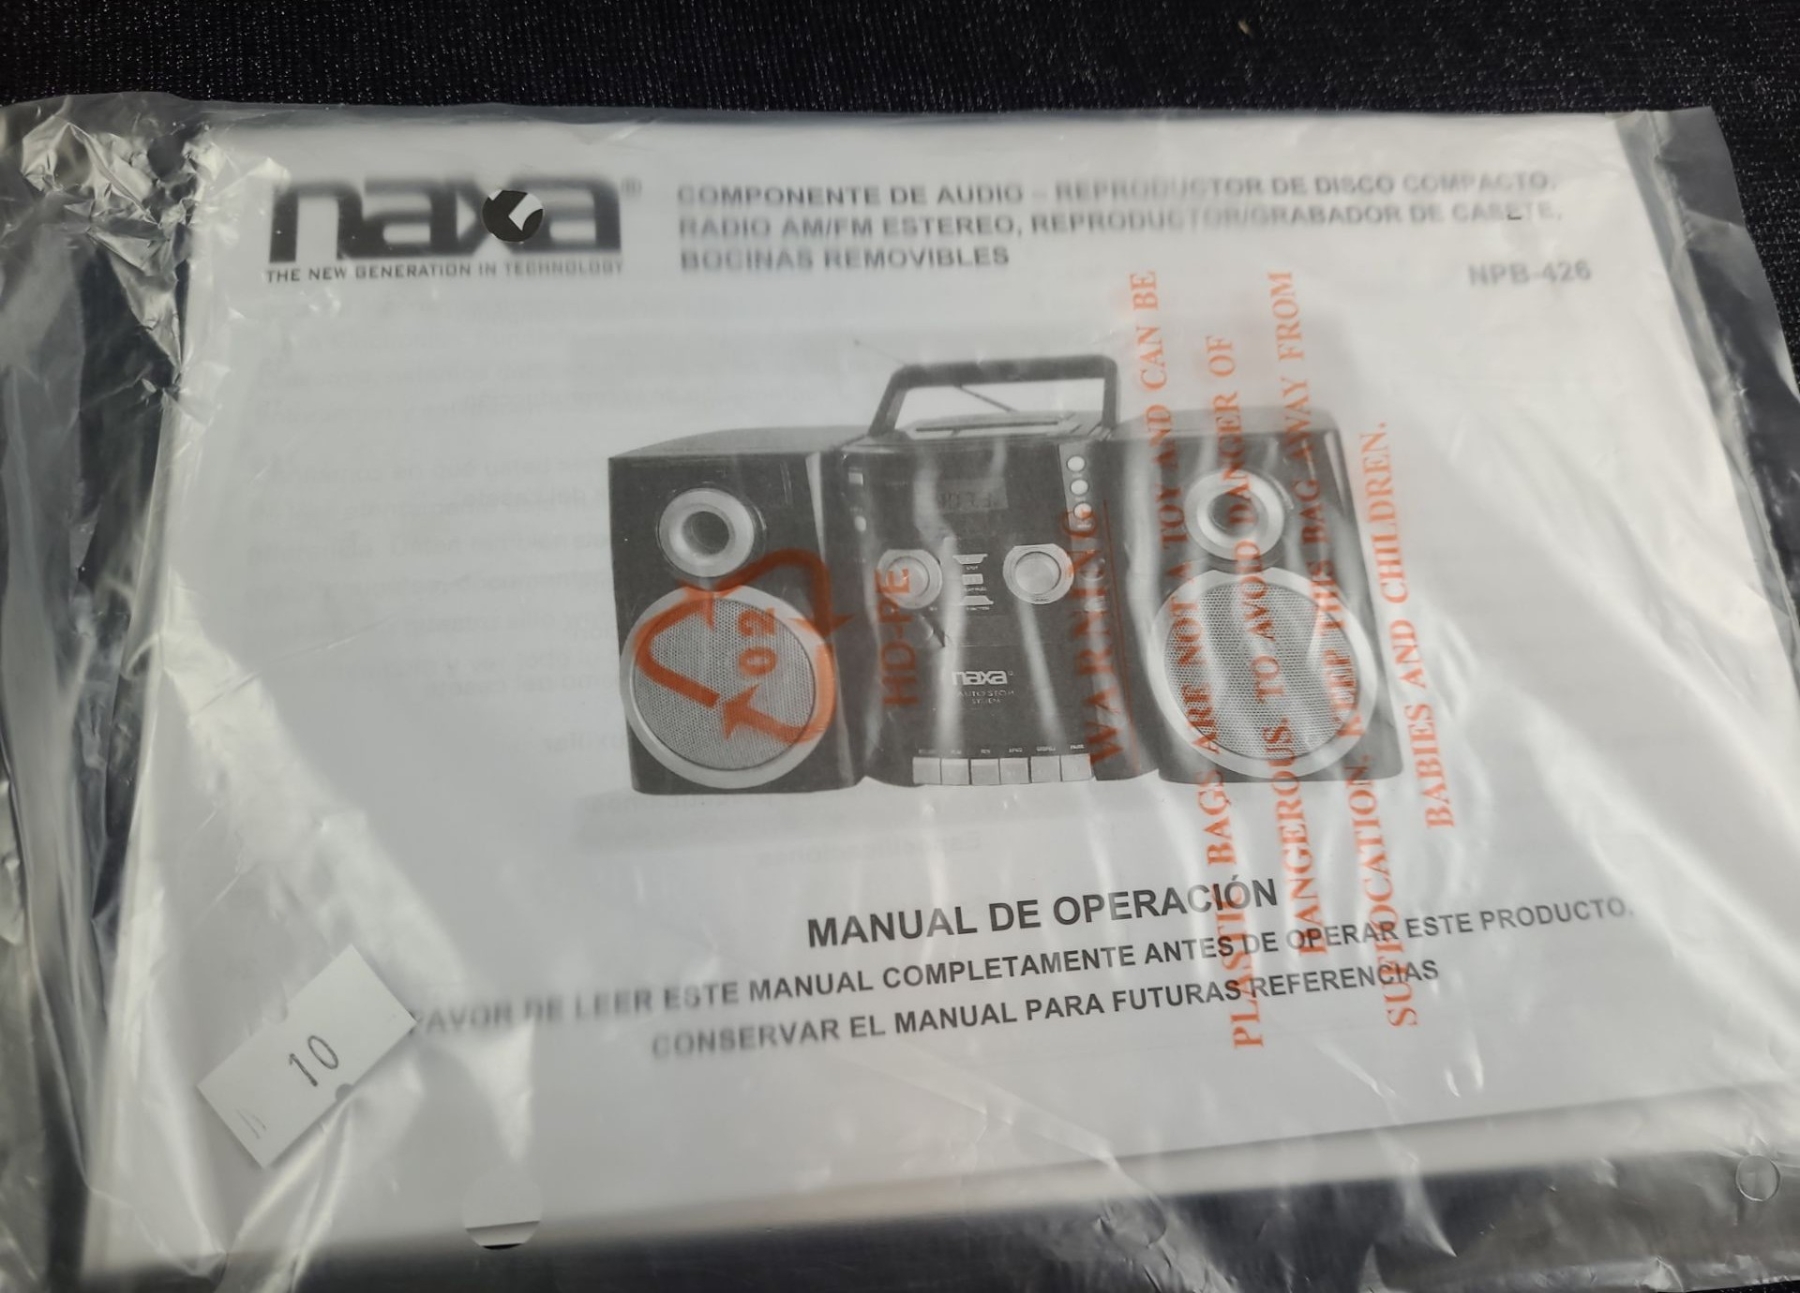 naxa®
THE NEW GENERATION IN TECHNOLOGY
COMPONENTE DE AUDIO – REPRODUCTOR DE DISCO COMPACTO,
RADIO AM/FM ESTEREO, REPRODUCTOR/GRABADOR DE CASETE,
BOCINAS REMOVIBLES
NPB-426
naxa®
AUTO STOP
02
HD-PE
WARNING
PLASTIC BAGS ARE NOT A TOY AND CAN BE
DANGEROUS. TO AVOID DANGER OF
SUFFOCATION, KEEP THIS BAG AWAY FROM
BABIES AND CHILDREN.
MANUAL DE OPERACIÓN
FAVOR DE LEER ESTE MANUAL COMPLETAMENTE ANTES DE OPERAR ESTE PRODUCTO.
CONSERVAR EL MANUAL PARA FUTURAS REFERENCIAS
10